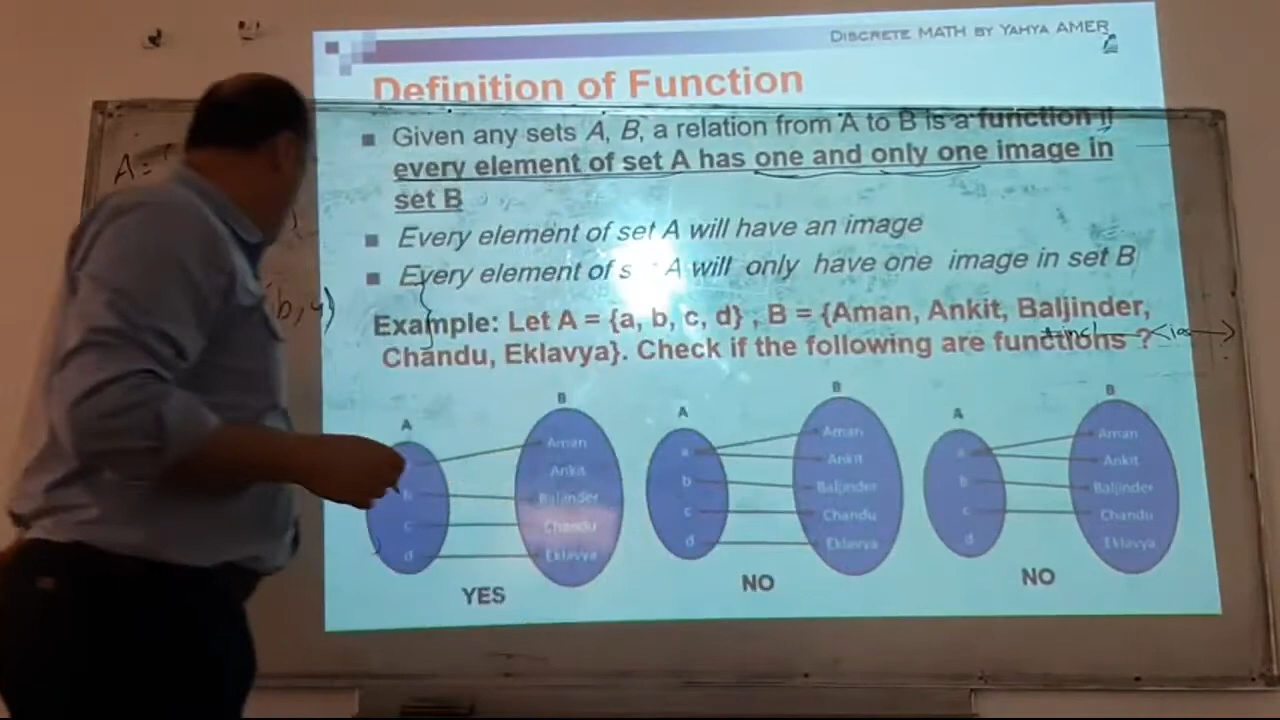 DISCRETE MATH BY YAHYA AMER
Definition of Function
Given any sets A, B, a relation from A to B is a function if
every element of set A has one and only one image in
set B
Every element of set A will have an image
Every element of s A will only have one image in set B
Example: Let A = {a, b, c, d} , B = {Aman, Ankit, Baljinder,
Chandu, Eklavya}. Check if the following are functions ?
A=
b, 4)
A
B
b
c
d
Aman
Ankit
Baljinder
Chandu
Eklavya
YES
A
B
a
b
c
d
Aman
Ankit
Baljinder
Chandu
Eklavya
NO
A
B
a
b
c
d
Aman
Ankit
Baljinder
Chandu
Eklavya
NO